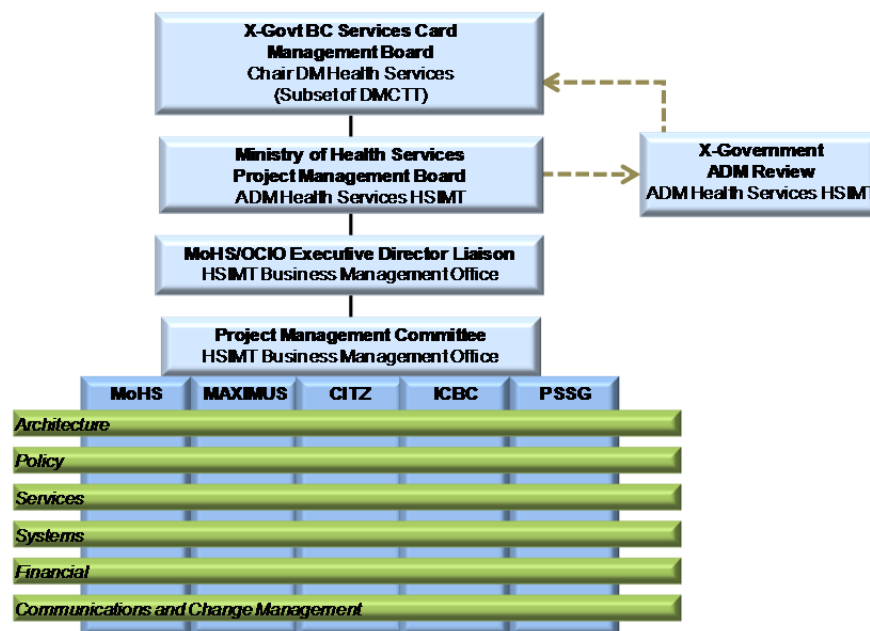 X-Govt BC Services Card
Management Board
Chair DM Health Services
(Subset of DMCTT)
Ministry of Health Services
Project Management Board
ADM Health Services HSIMT
X-Government
ADM Review
ADM Health Services HSIMT
MoHS/OCIO Executive Director Liaison
HSIMT Business Management Office
Project Management Committee
HSIMT Business Management Office
MoHS MAXIMUS CITZ ICBC PSSG
Architecture
Policy
Services
Systems
Financial
Communications and Change Management